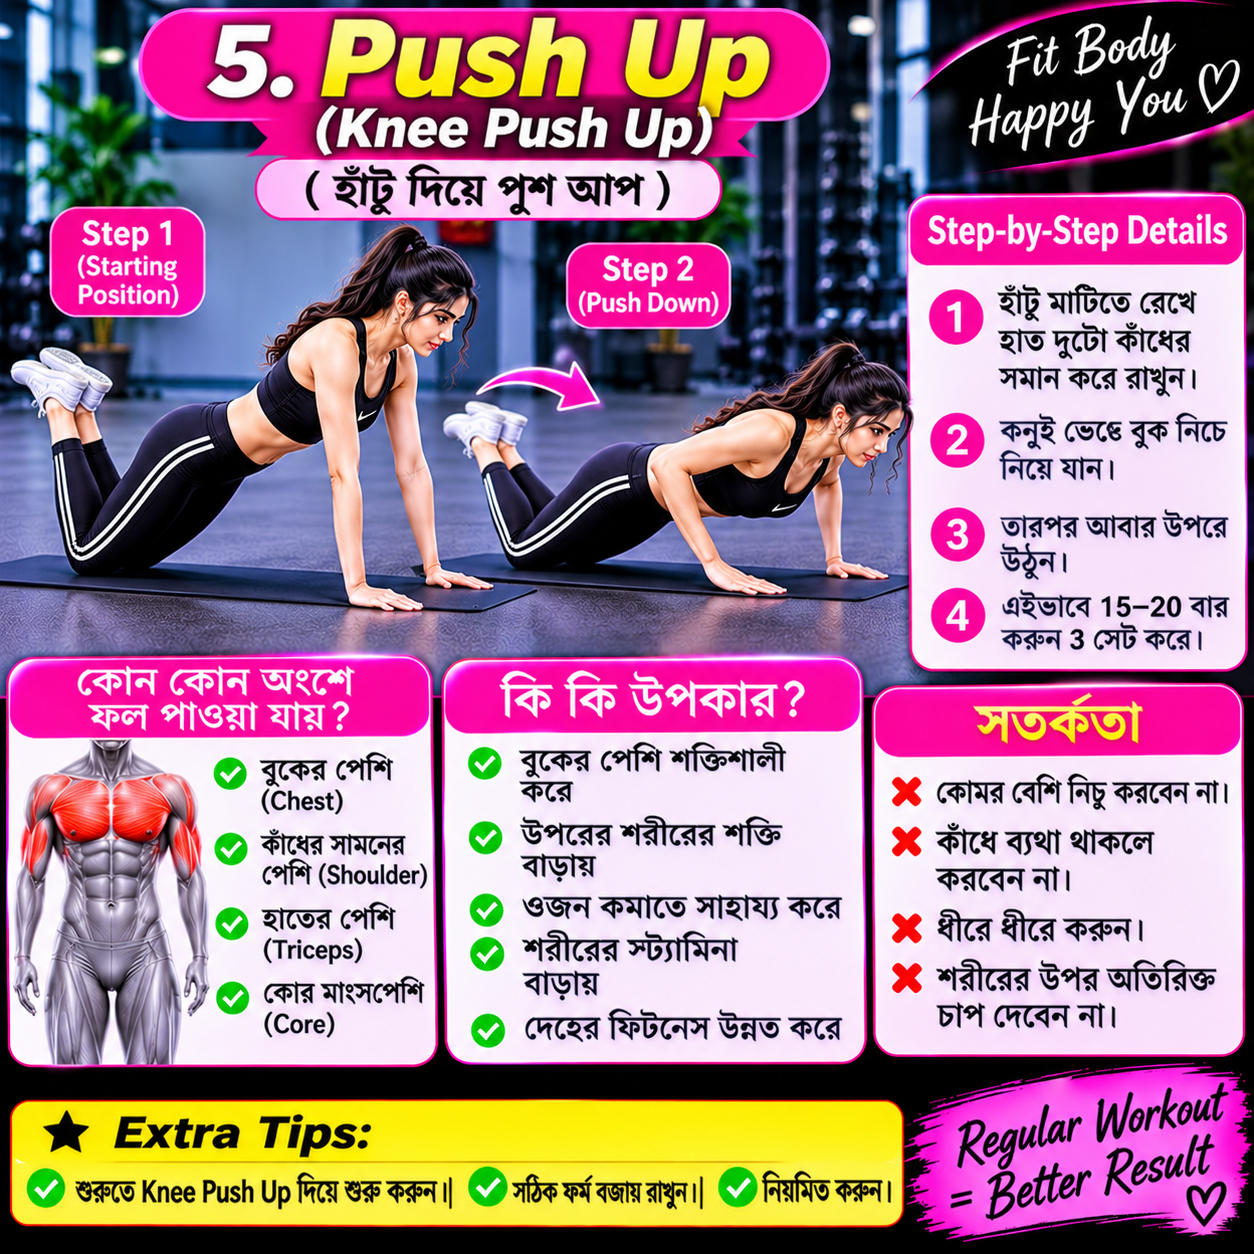 5. Push Up
(Knee Push Up)
( হাঁটু দিয়ে পুশ আপ )
Fit Body
Happy You
Step 1
(Starting
Position)
Step 2
(Push Down)
Step-by-Step Details
1 হাঁটু মাটিতে রেখে
হাত দুটো কাঁধের
সমান করে রাখুন।
2 কনুই ভেঙে বুক নিচে
নিয়ে যান।
3 তারপর আবার উপরে
উঠুন।
4 এইভাবে 15–20 বার
করুন 3 সেট করে।
কোন কোন অংশে
ফল পাওয়া যায়?
বুকের পেশি
(Chest)
কাঁধের সামনের
পেশি (Shoulder)
হাতের পেশি
(Triceps)
কোর মাংসপেশি
(Core)
কি কি উপকার?
বুকের পেশি শক্তিশালী
করে
উপরের শরীরের শক্তি
বাড়ায়
ওজন কমাতে সাহায্য করে
শরীরের স্ট্যামিনা
বাড়ায়
দেহের ফিটনেস উন্নত করে
সতর্কতা
কোমর বেশি নিচু করবেন না।
কাঁধে ব্যথা থাকলে
করবেন না।
ধীরে ধীরে করুন।
শরীরের উপর অতিরিক্ত
চাপ দেবেন না।
Extra Tips:
শুরুতে Knee Push Up দিয়ে শুরু করুন।| সঠিক ফর্ম বজায় রাখুন।| নিয়মিত করুন।
Regular Workout
= Better Result